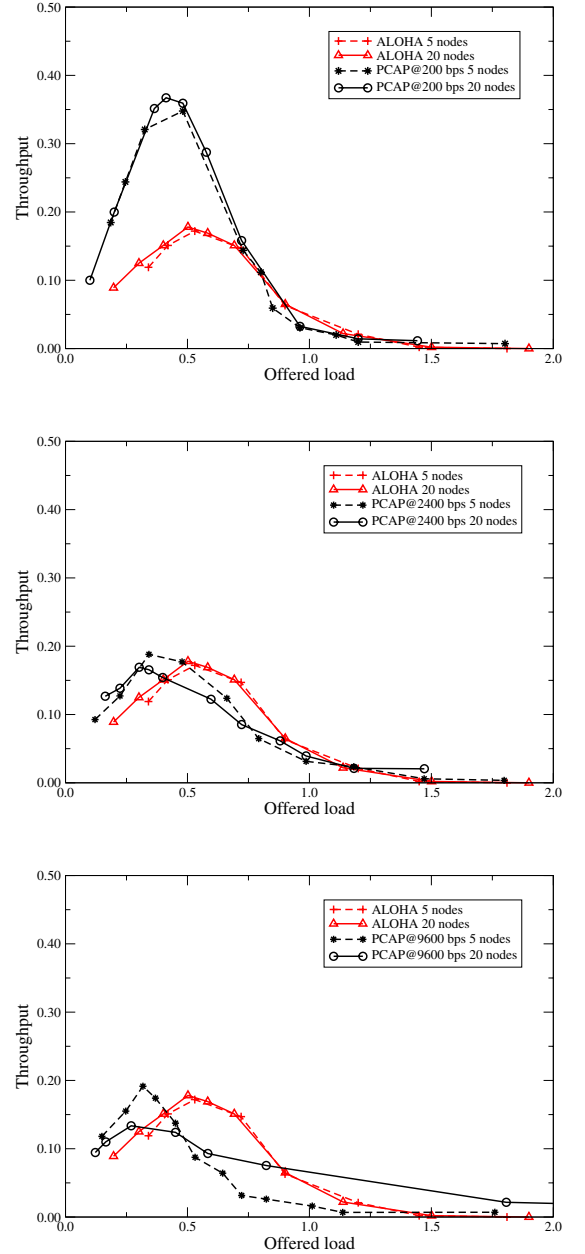 0.50
ALOHA 5 nodes
ALOHA 20 nodes
PCAP@200 bps 5 nodes
PCAP@200 bps 20 nodes
0.40
0.30
0.20
0.10
0.00
Throughput
0.0 0.5 1.0 1.5 2.0
Offered load
0.50
ALOHA 5 nodes
ALOHA 20 nodes
PCAP@2400 bps 5 nodes
PCAP@2400 bps 20 nodes
0.40
0.30
0.20
0.10
0.00
Throughput
0.0 0.5 1.0 1.5 2.0
Offered load
0.50
ALOHA 5 nodes
ALOHA 20 nodes
PCAP@9600 bps 5 nodes
PCAP@9600 bps 20 nodes
0.40
0.30
0.20
0.10
0.00
Throughput
0.0 0.5 1.0 1.5 2.0
Offered load